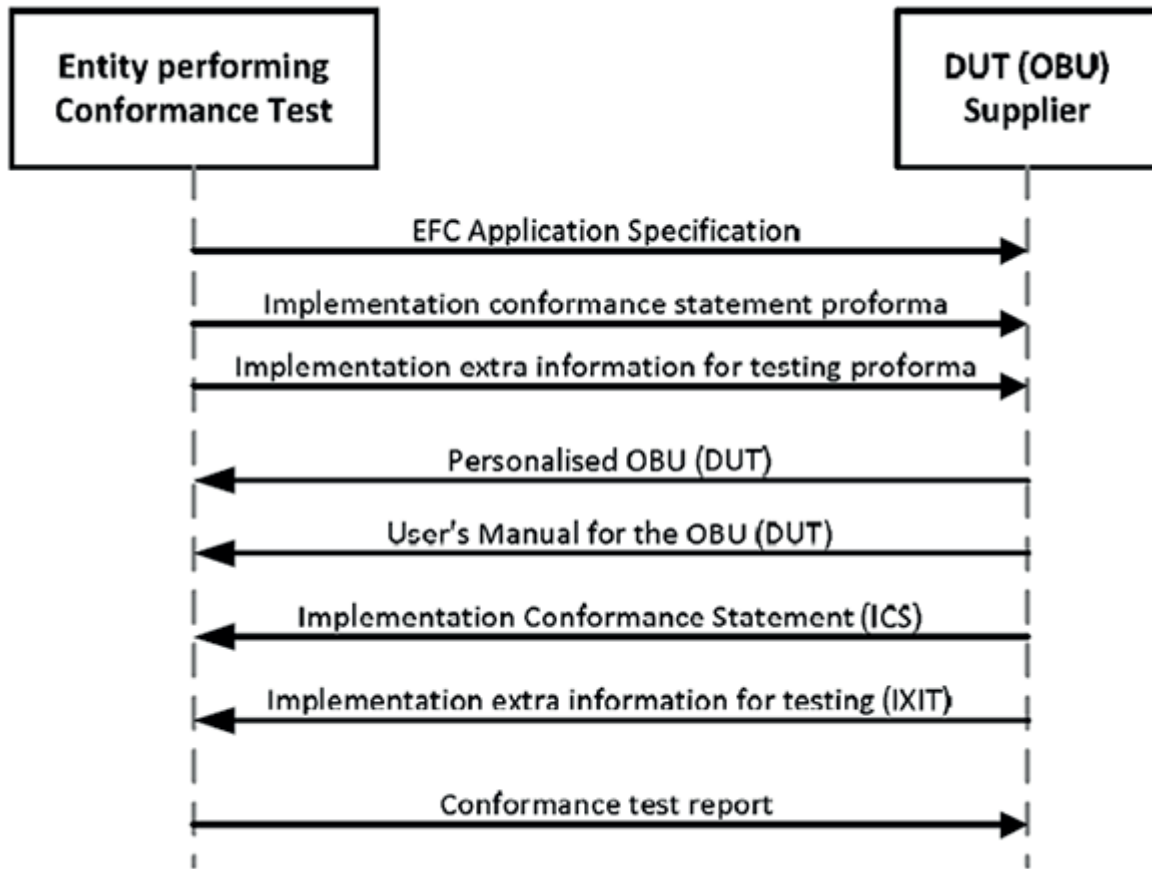 Entity performing
Conformance Test
DUT (OBU)
Supplier
EFC Application Specification
Implementation conformance statement proforma
Implementation extra information for testing proforma
Personalised OBU (DUT)
User's Manual for the OBU (DUT)
Implementation Conformance Statement (ICS)
Implementation extra information for testing (IXIT)
Conformance test report